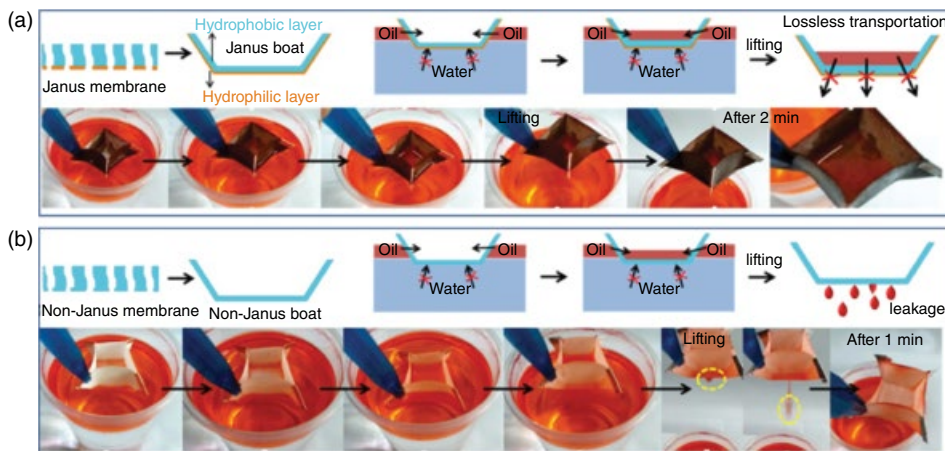 (a)
Hydrophobic layer
Janus boat
Janus membrane
Hydrophilic layer
Oil
Oil
Water
Oil
Oil
Water
lifting
Lossless transportation
Lifting
After 2 min
(b)
Non-Janus membrane
Non-Janus boat
Oil
Oil
Water
Oil
Oil
Water
lifting
leakage
Lifting
After 1 min